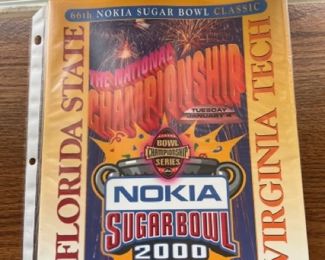 66th NOKIA SUGAR BOWL CLASSIC
FLORIDA STATE
THE NATIONAL
CHAMPIONSHIP
TUESDAY
JANUARY 4
BOWL
CHAMPIONSHIP
SERIES
NOKIA
SUGAR BOWL
2000
VIRGINIA TECH